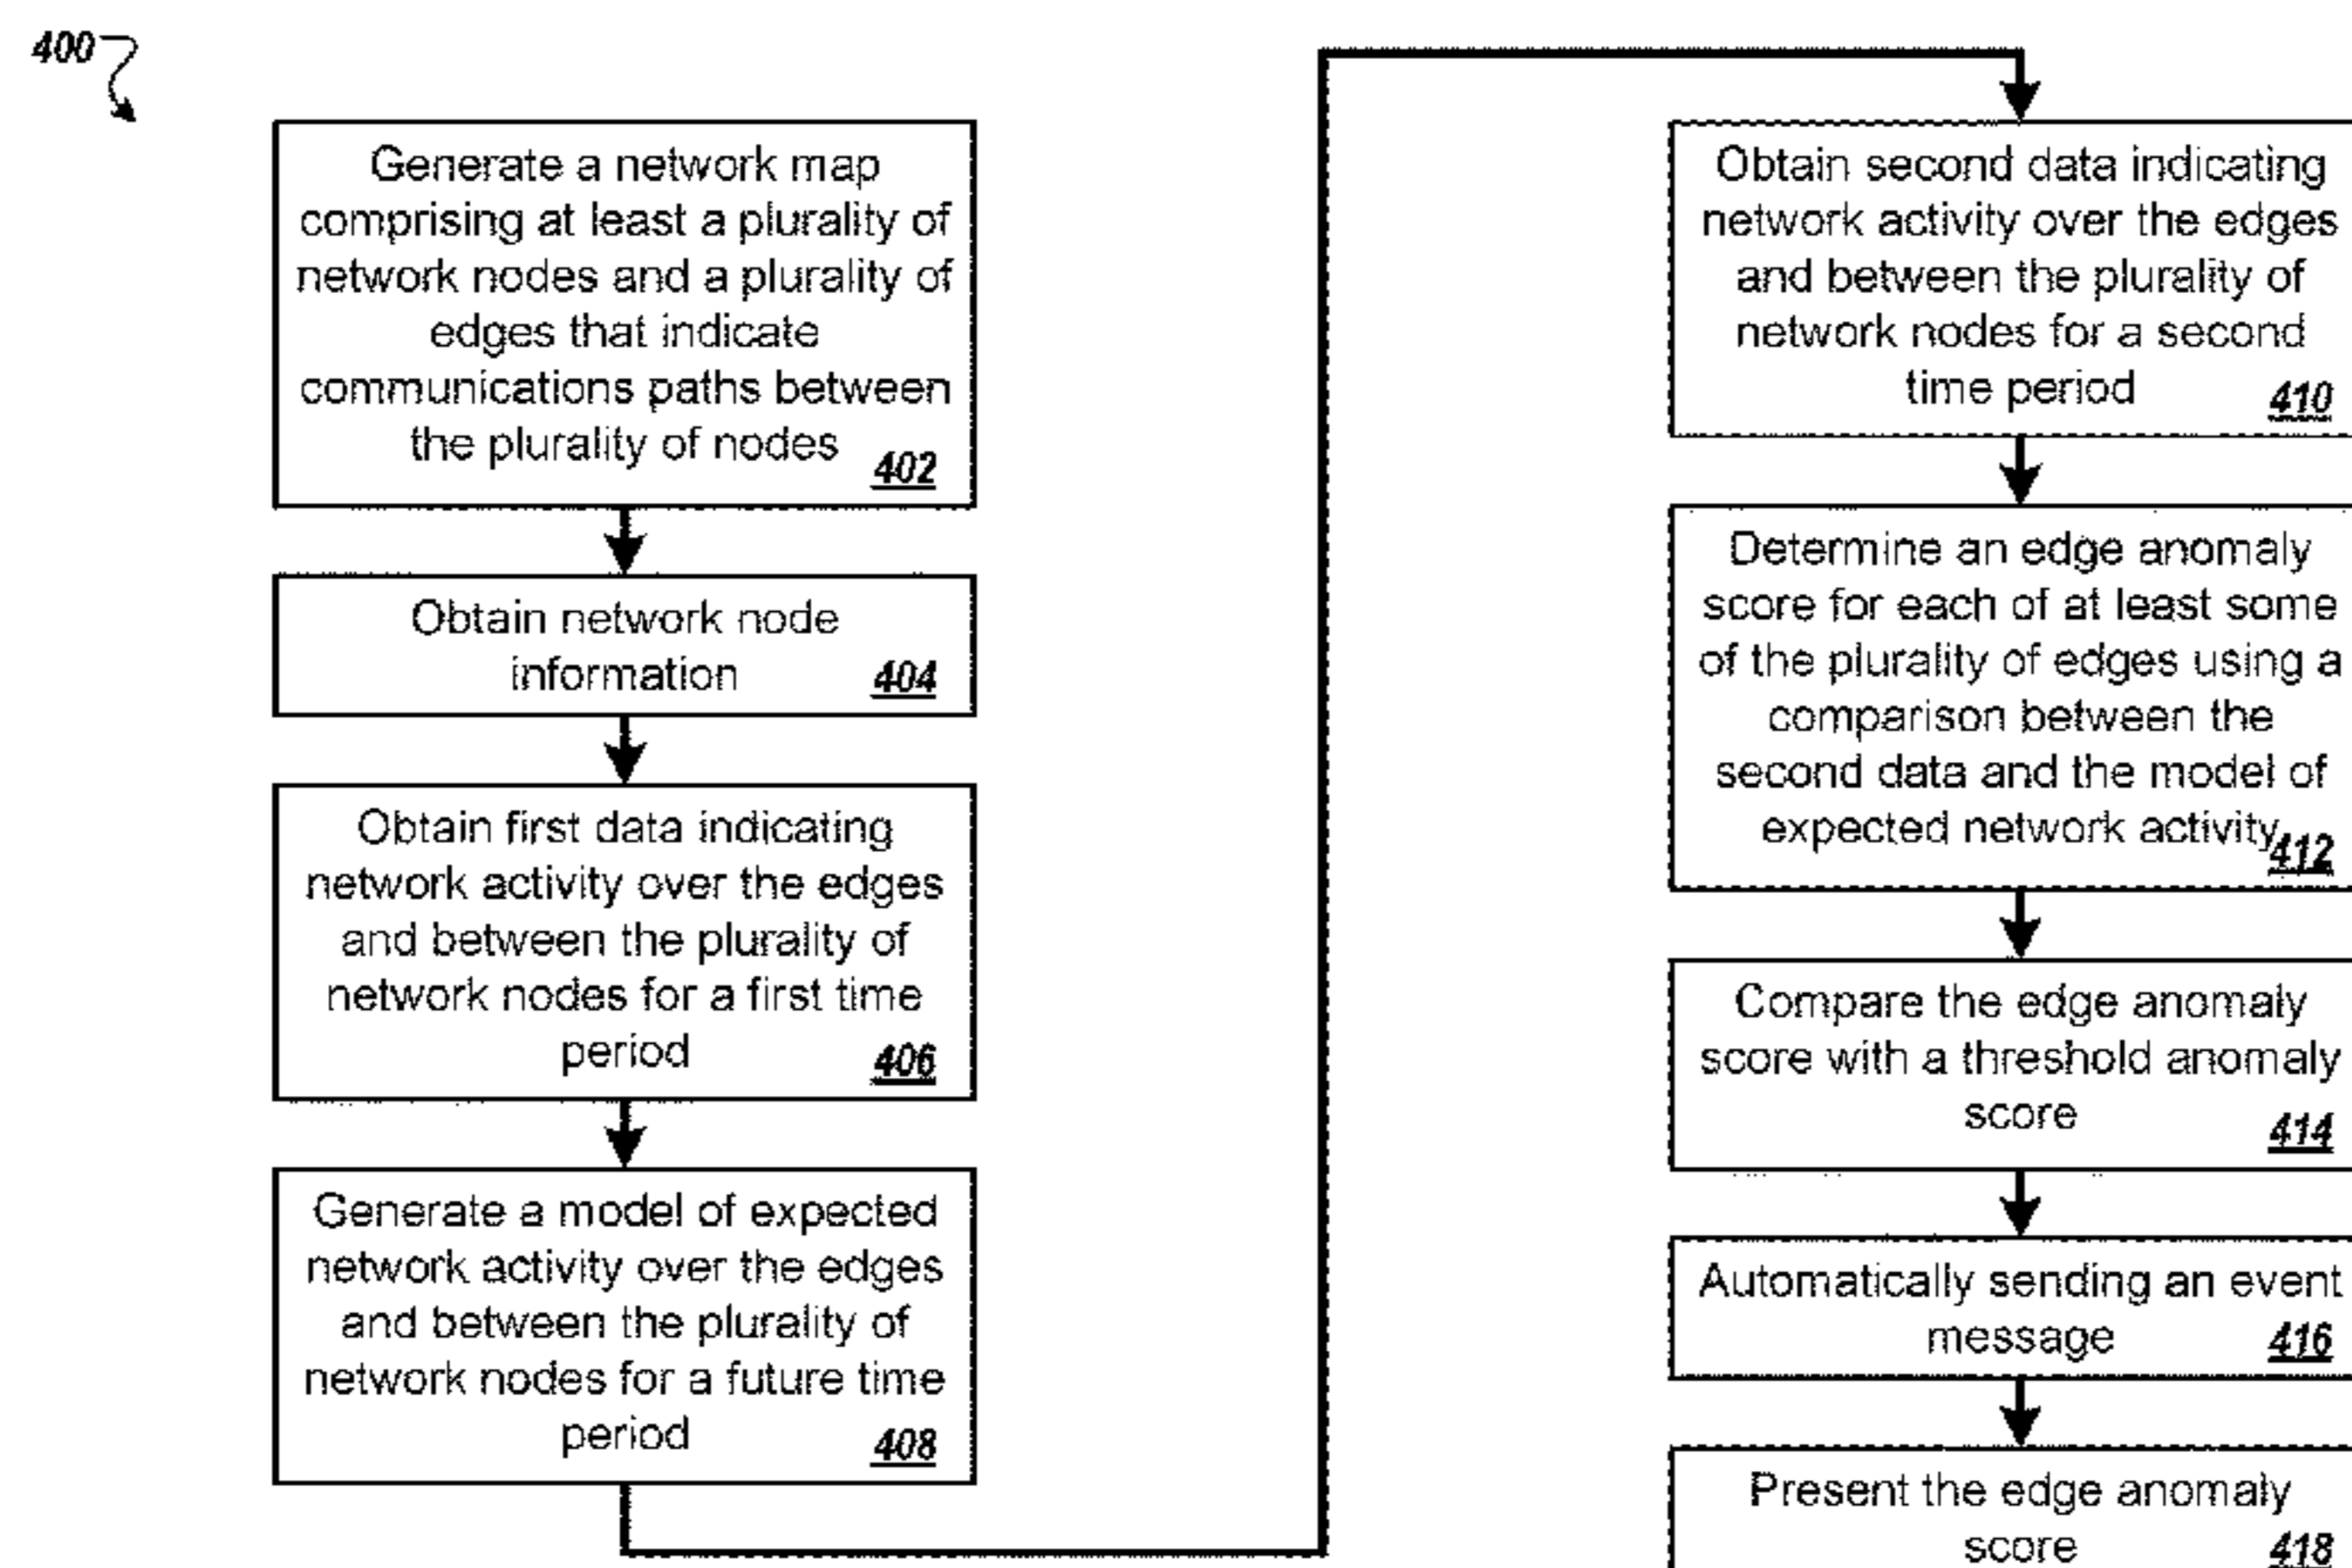 400
Generate a network map
comprising at least a plurality of
network nodes and a plurality of
edges that indicate
communications paths between
the plurality of nodes
402
Obtain network node
information
404
Obtain first data indicating
network activity over the edges
and between the plurality of
network nodes for a first time
period
406
Generate a model of expected
network activity over the edges
and between the plurality of
network nodes for a future time
period
408
Obtain second data indicating
network activity over the edges
and between the plurality of
network nodes for a second
time period
410
Determine an edge anomaly
score for each of at least some
of the plurality of edges using a
comparison between the
second data and the model of
expected network activity
412
Compare the edge anomaly
score with a threshold anomaly
score
414
Automatically sending an event
message
416
Present the edge anomaly
score
418